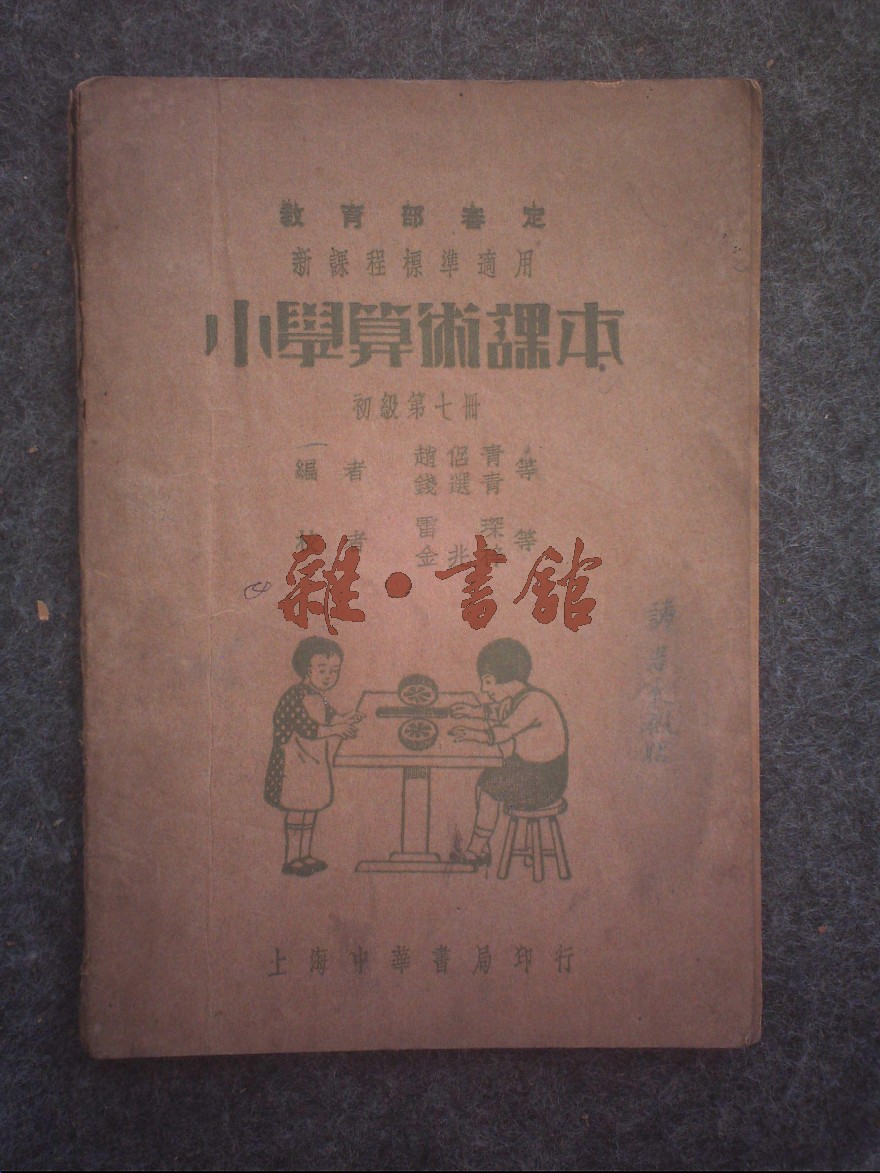 教育部審定
新課程標準適用
小學算術課本
初級第七冊
編者 趙侶青 錢選青 等
者 雷琛 金兆 等
雜·書館
上海中華書局印行